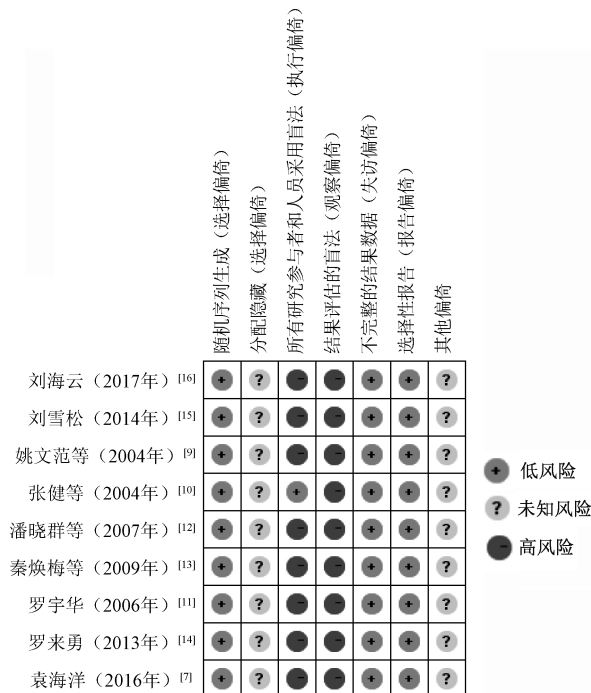 随机序列生成（选择偏倚）
分配隐藏（选择偏倚）
所有研究参与者和人员采用盲法（执行偏倚）
结果评估的盲法（观察偏倚）
不完整的结果数据（失访偏倚）
选择性报告（报告偏倚）
其他偏倚
刘海云（2017年）[16] + ? - - + + ?
刘雪松（2014年）[15] + ? - - + + ?
姚文范等（2004年）[9] + ? - - + + ?
张健等（2004年）[10] + ? + - + + ?
潘晓群等（2007年）[12] + ? - - + + ?
秦焕梅等（2009年）[13] + ? - - + + ?
罗宇华（2006年）[11] + ? - - + + ?
罗来勇（2013年）[14] + ? - - + + ?
袁海洋（2016年）[7] + ? - - + + ?
+ 低风险
? 未知风险
- 高风险